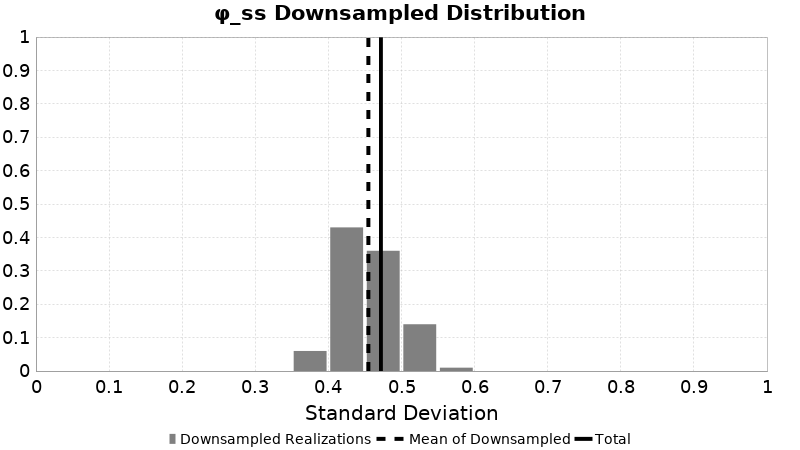 φ_ss Downsampled Distribution
1
0.9
0.8
0.7
0.6
0.5
0.4
0.3
0.2
0.1
0
0 0.1 0.2 0.3 0.4 0.5 0.6 0.7 0.8 0.9 1
Standard Deviation
Downsampled Realizations Mean of Downsampled Total